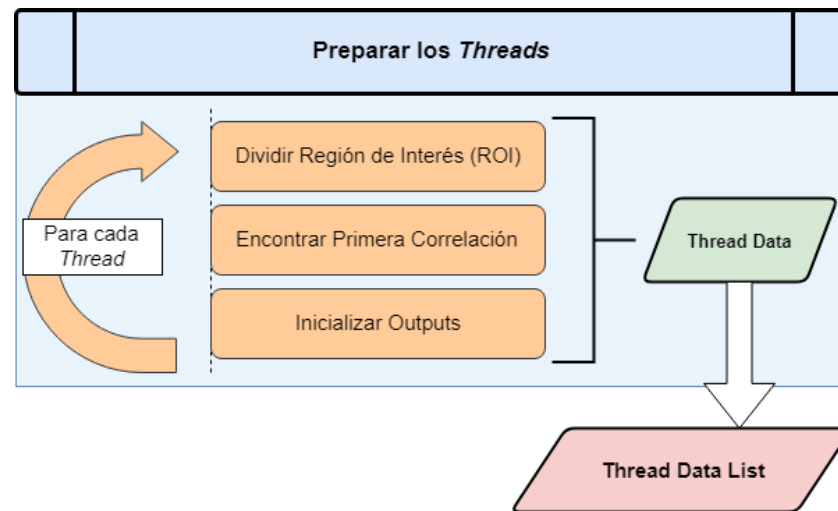 Preparar los Threads
Dividir Región de Interés (ROI)
Para cada
Thread
Encontrar Primera Correlación
Inicializar Outputs
Thread Data
Thread Data List